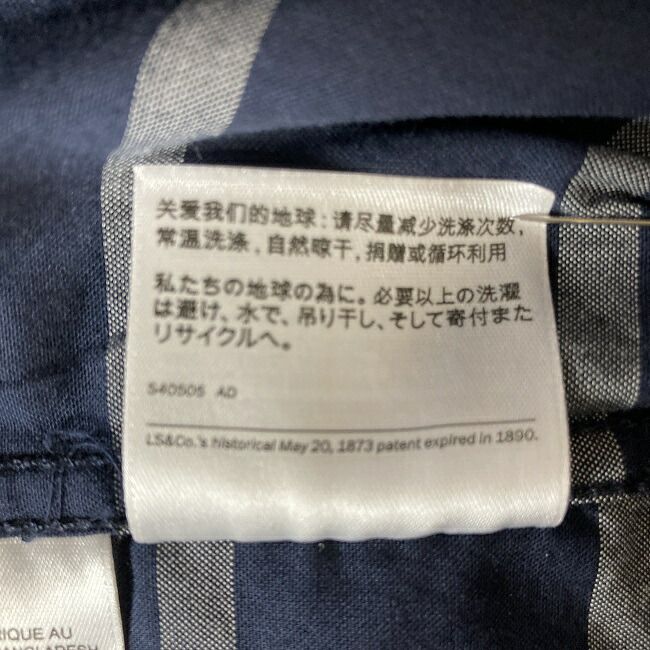 关爱我们的地球：请尽量减少洗涤次数，
常温洗涤，自然晾干，捐赠或循环利用
私たちの地球の為に。必要以上の洗濯
は避け、水で、吊り干し、そして寄付また
リサイクルへ。
S40505 AD
LS&Co.'s historical May 20, 1873 patent expired in 1890.
RIQUE AU
ANGLADESH